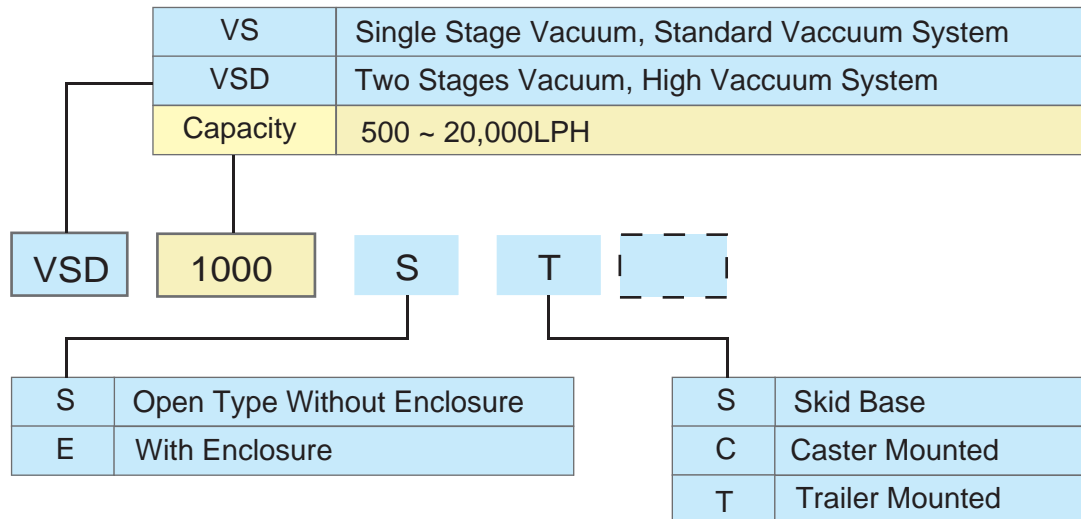 VS Single Stage Vacuum, Standard Vaccuum System
VSD Two Stages Vacuum, High Vaccuum System
Capacity 500 ~ 20,000LPH
VSD 1000 S T
S Open Type Without Enclosure
E With Enclosure
S Skid Base
C Caster Mounted
T Trailer Mounted